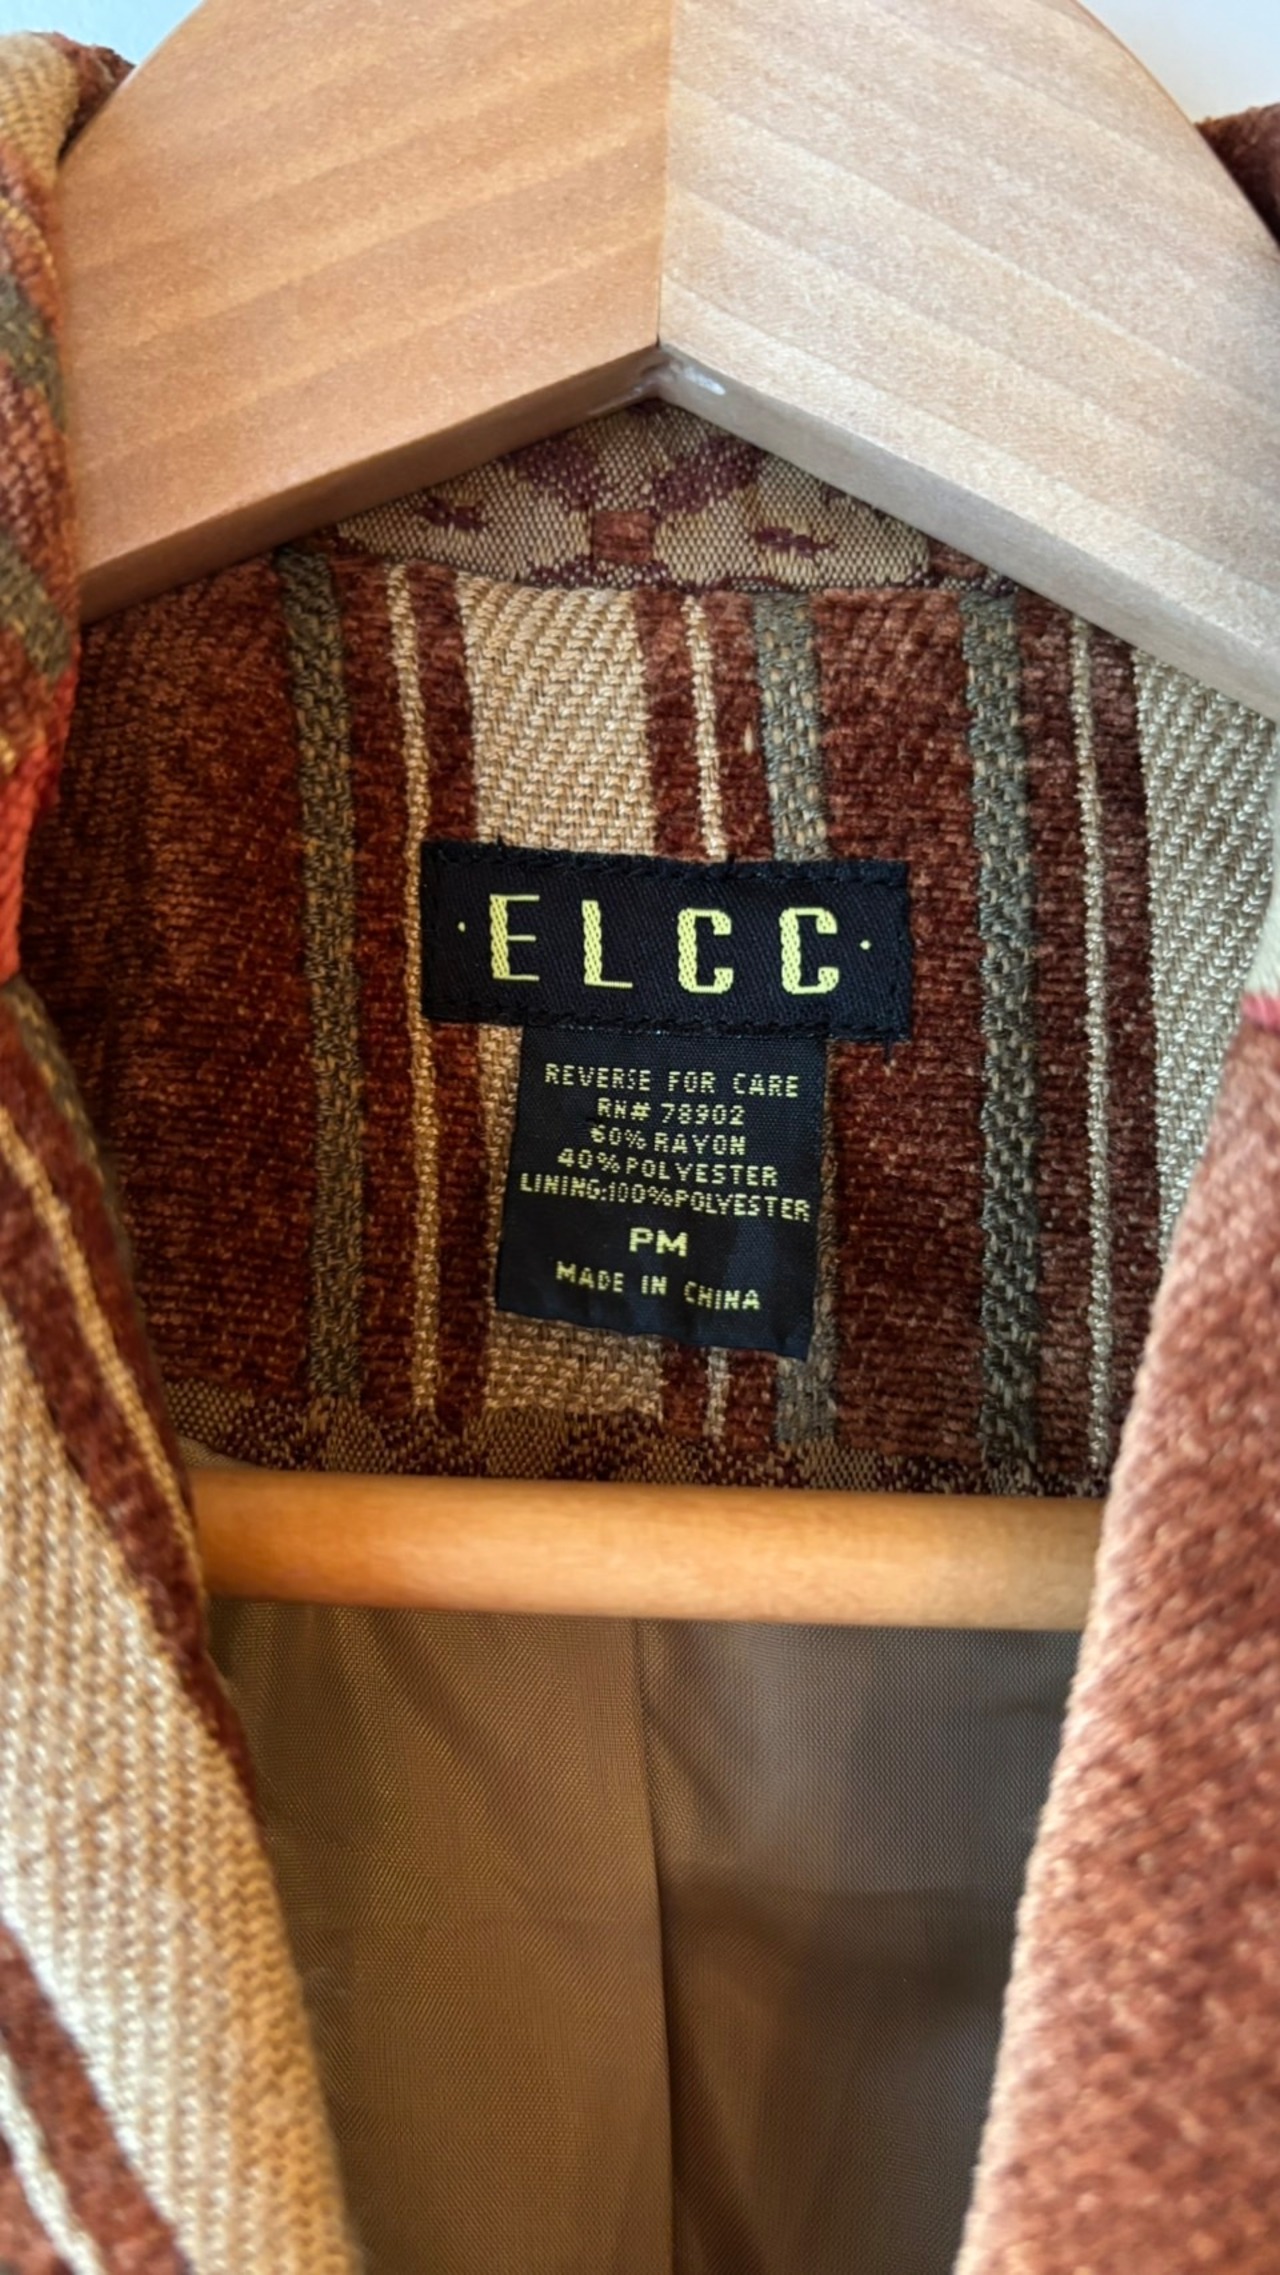 ·ELCC·
REVERSE FOR CARE
RN# 78902
60% RAYON
40% POLYESTER
LINING:100%POLYESTER
PM
MADE IN CHINA